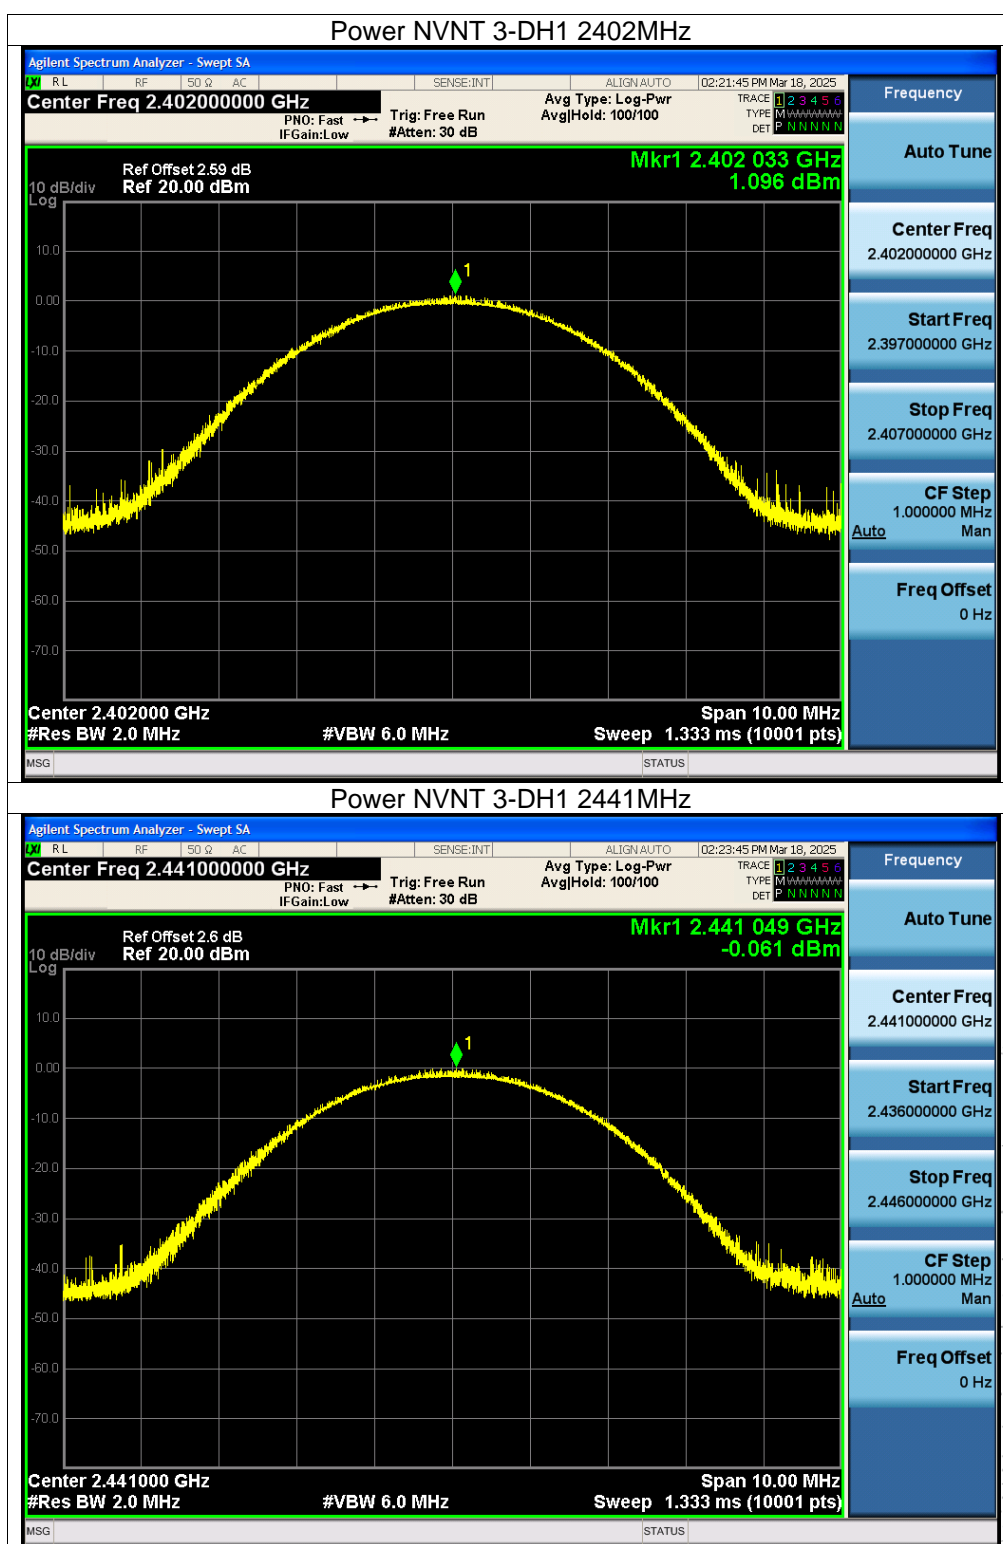 Power NVNT 3-DH1 2402MHz
Agilent Spectrum Analyzer - Swept SA
LXI RL RF 50 Ω AC SENSE:INT ALIGN AUTO 02:21:45 PM Mar 18, 2025
Center Freq 2.402000000 GHz
PNO: Fast Trig: Free Run
IFGain:Low #Atten: 30 dB
Avg Type: Log-Pwr
Avg|Hold: 100/100
TRACE 1 2 3 4 5 6
TYPE M
DET P N N N N N
Ref Offset 2.59 dB
Ref 20.00 dBm
10 dB/div
Log
Mkr1 2.402 033 GHz
1.096 dBm
10.0
1
0.00
-10.0
-20.0
-30.0
-40.0
-50.0
-60.0
-70.0
Center 2.402000 GHz Span 10.00 MHz
#Res BW 2.0 MHz #VBW 6.0 MHz Sweep 1.333 ms (10001 pts)
MSG STATUS
Frequency
Auto Tune
Center Freq
2.402000000 GHz
Start Freq
2.397000000 GHz
Stop Freq
2.407000000 GHz
CF Step
1.000000 MHz
Auto Man
Freq Offset
0 Hz
Power NVNT 3-DH1 2441MHz
Agilent Spectrum Analyzer - Swept SA
LXI RL RF 50 Ω AC SENSE:INT ALIGN AUTO 02:23:45 PM Mar 18, 2025
Center Freq 2.441000000 GHz
PNO: Fast Trig: Free Run
IFGain:Low #Atten: 30 dB
Avg Type: Log-Pwr
Avg|Hold: 100/100
TRACE 1 2 3 4 5 6
TYPE M
DET P N N N N N
Ref Offset 2.6 dB
Ref 20.00 dBm
10 dB/div
Log
Mkr1 2.441 049 GHz
-0.061 dBm
10.0
1
0.00
-10.0
-20.0
-30.0
-40.0
-50.0
-60.0
-70.0
Center 2.441000 GHz Span 10.00 MHz
#Res BW 2.0 MHz #VBW 6.0 MHz Sweep 1.333 ms (10001 pts)
MSG STATUS
Frequency
Auto Tune
Center Freq
2.441000000 GHz
Start Freq
2.436000000 GHz
Stop Freq
2.446000000 GHz
CF Step
1.000000 MHz
Auto Man
Freq Offset
0 Hz